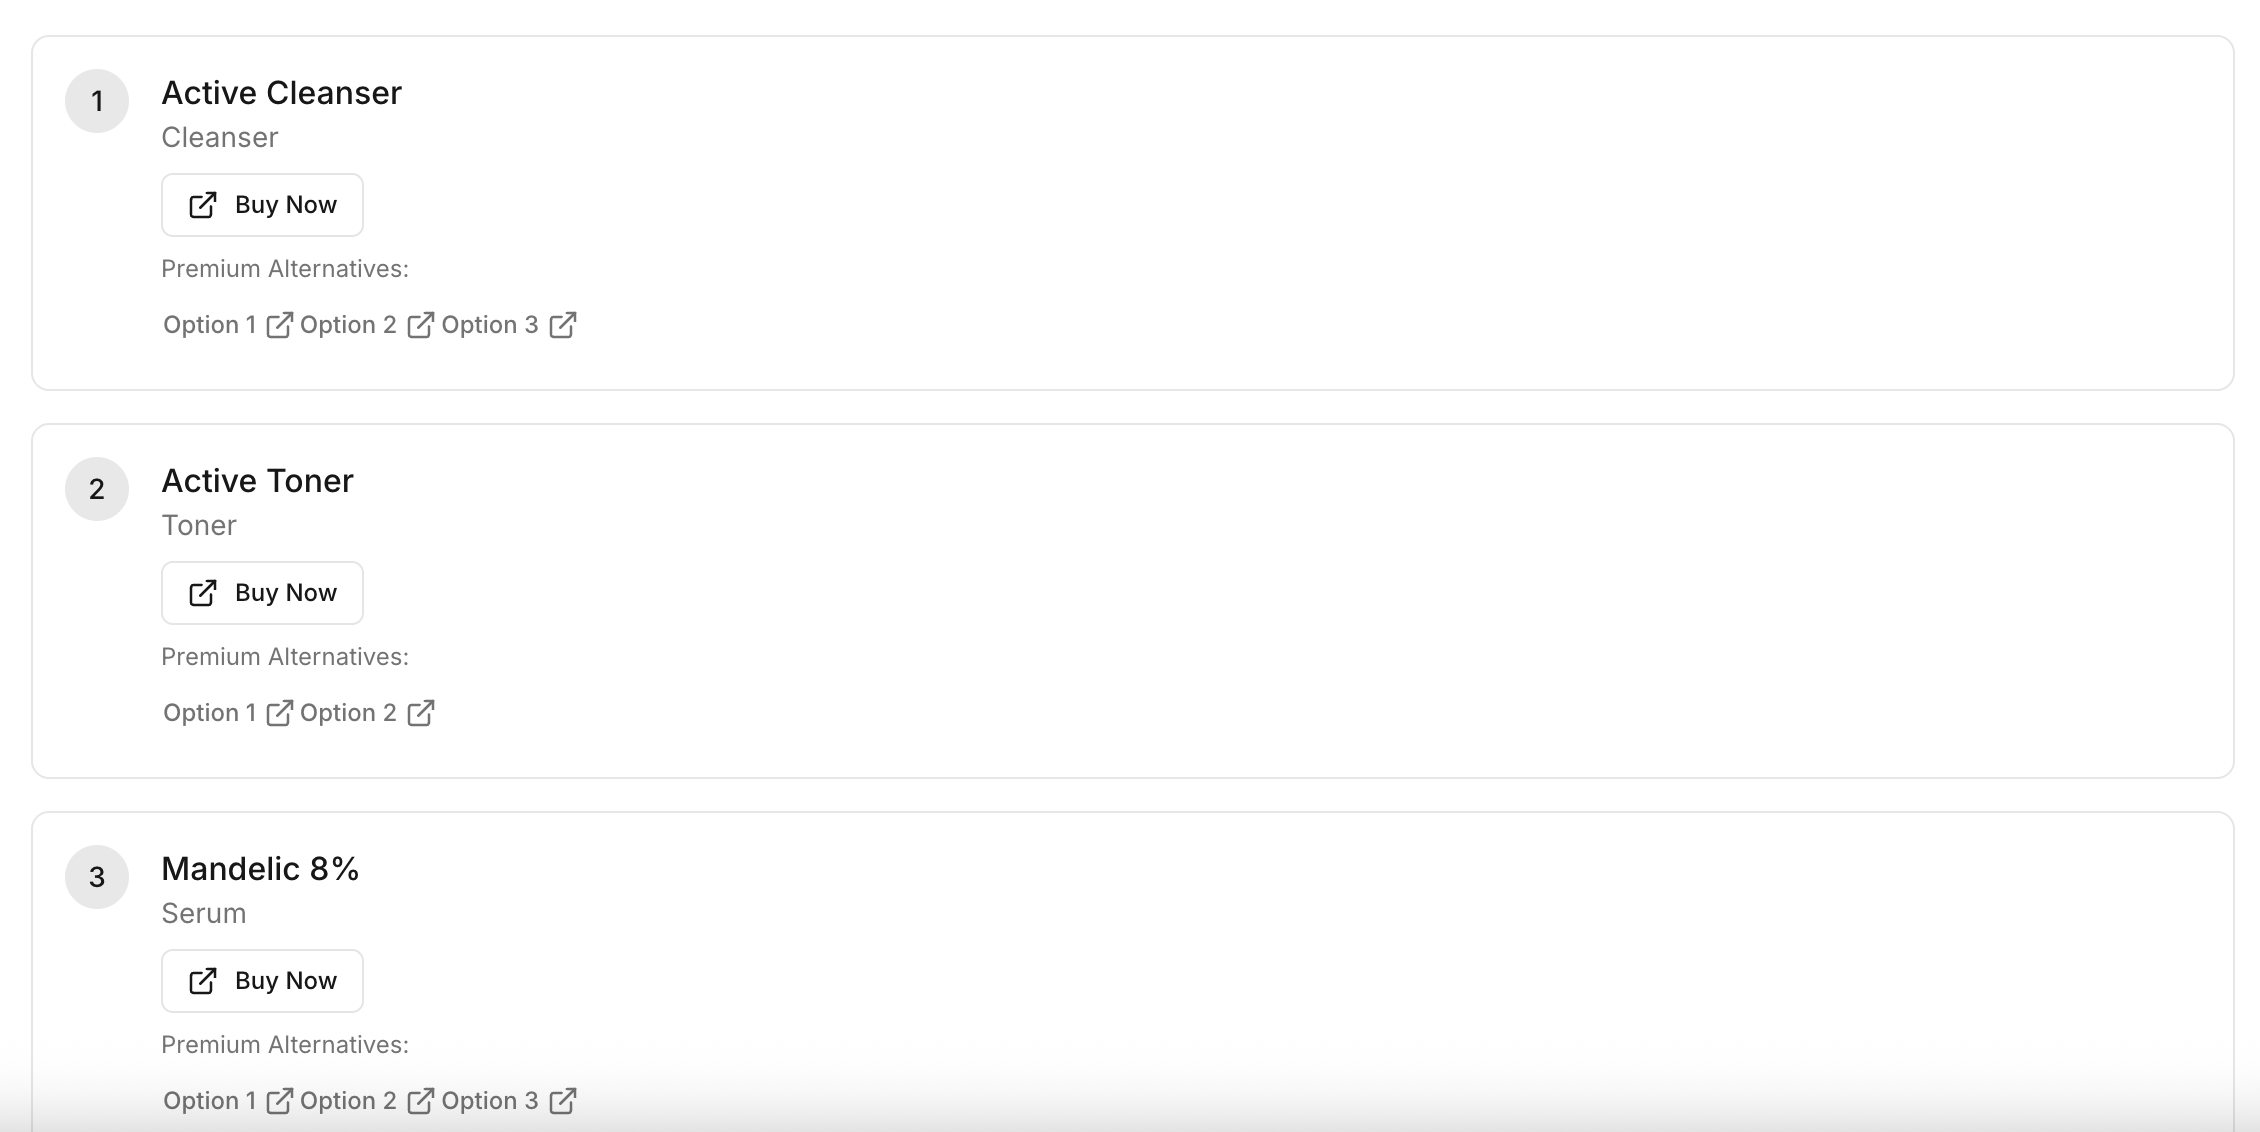 1
Active Cleanser
Cleanser
Buy Now
Premium Alternatives:
Option 1 Option 2 Option 3
2
Active Toner
Toner
Buy Now
Premium Alternatives:
Option 1 Option 2
3
Mandelic 8%
Serum
Buy Now
Premium Alternatives:
Option 1 Option 2 Option 3